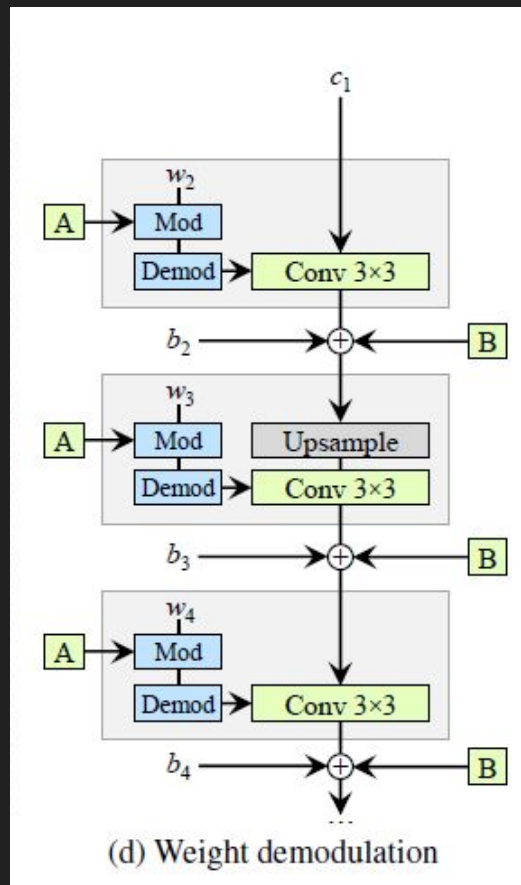 c1
w2
A Mod
Demod Conv 3×3
b2 + B
w3
A Mod Upsample
Demod Conv 3×3
b3 + B
w4
A Mod
Demod Conv 3×3
b4 + B
...
(d) Weight demodulation